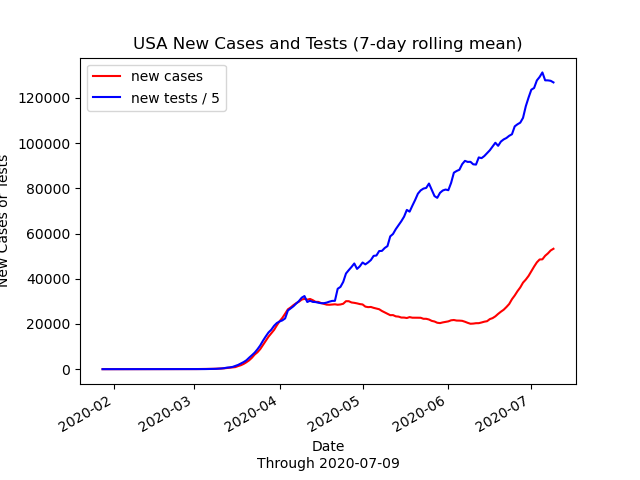 USA New Cases and Tests (7-day rolling mean)
new cases
new tests / 5
120000
100000
80000
60000
40000
20000
0
New Cases or Tests
2020-02
2020-03
2020-04
2020-05
2020-06
2020-07
Date
Through 2020-07-09